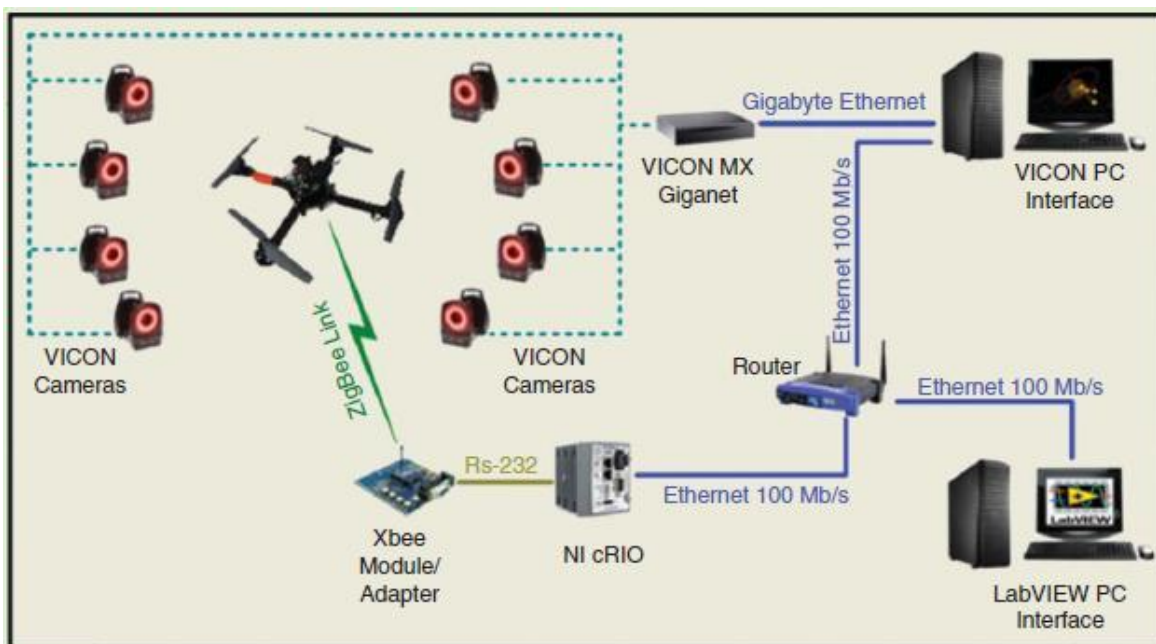 Gigabyte Ethernet
VICON MX
Giganet
VICON PC
Interface
Ethernet 100 Mb/s
VICON
Cameras
VICON
Cameras
ZigBee Link
Router
Ethernet 100 Mb/s
Rs-232
Ethernet 100 Mb/s
LabVIEW
Xbee
Module/
Adapter
NI cRIO
LabVIEW PC
Interface